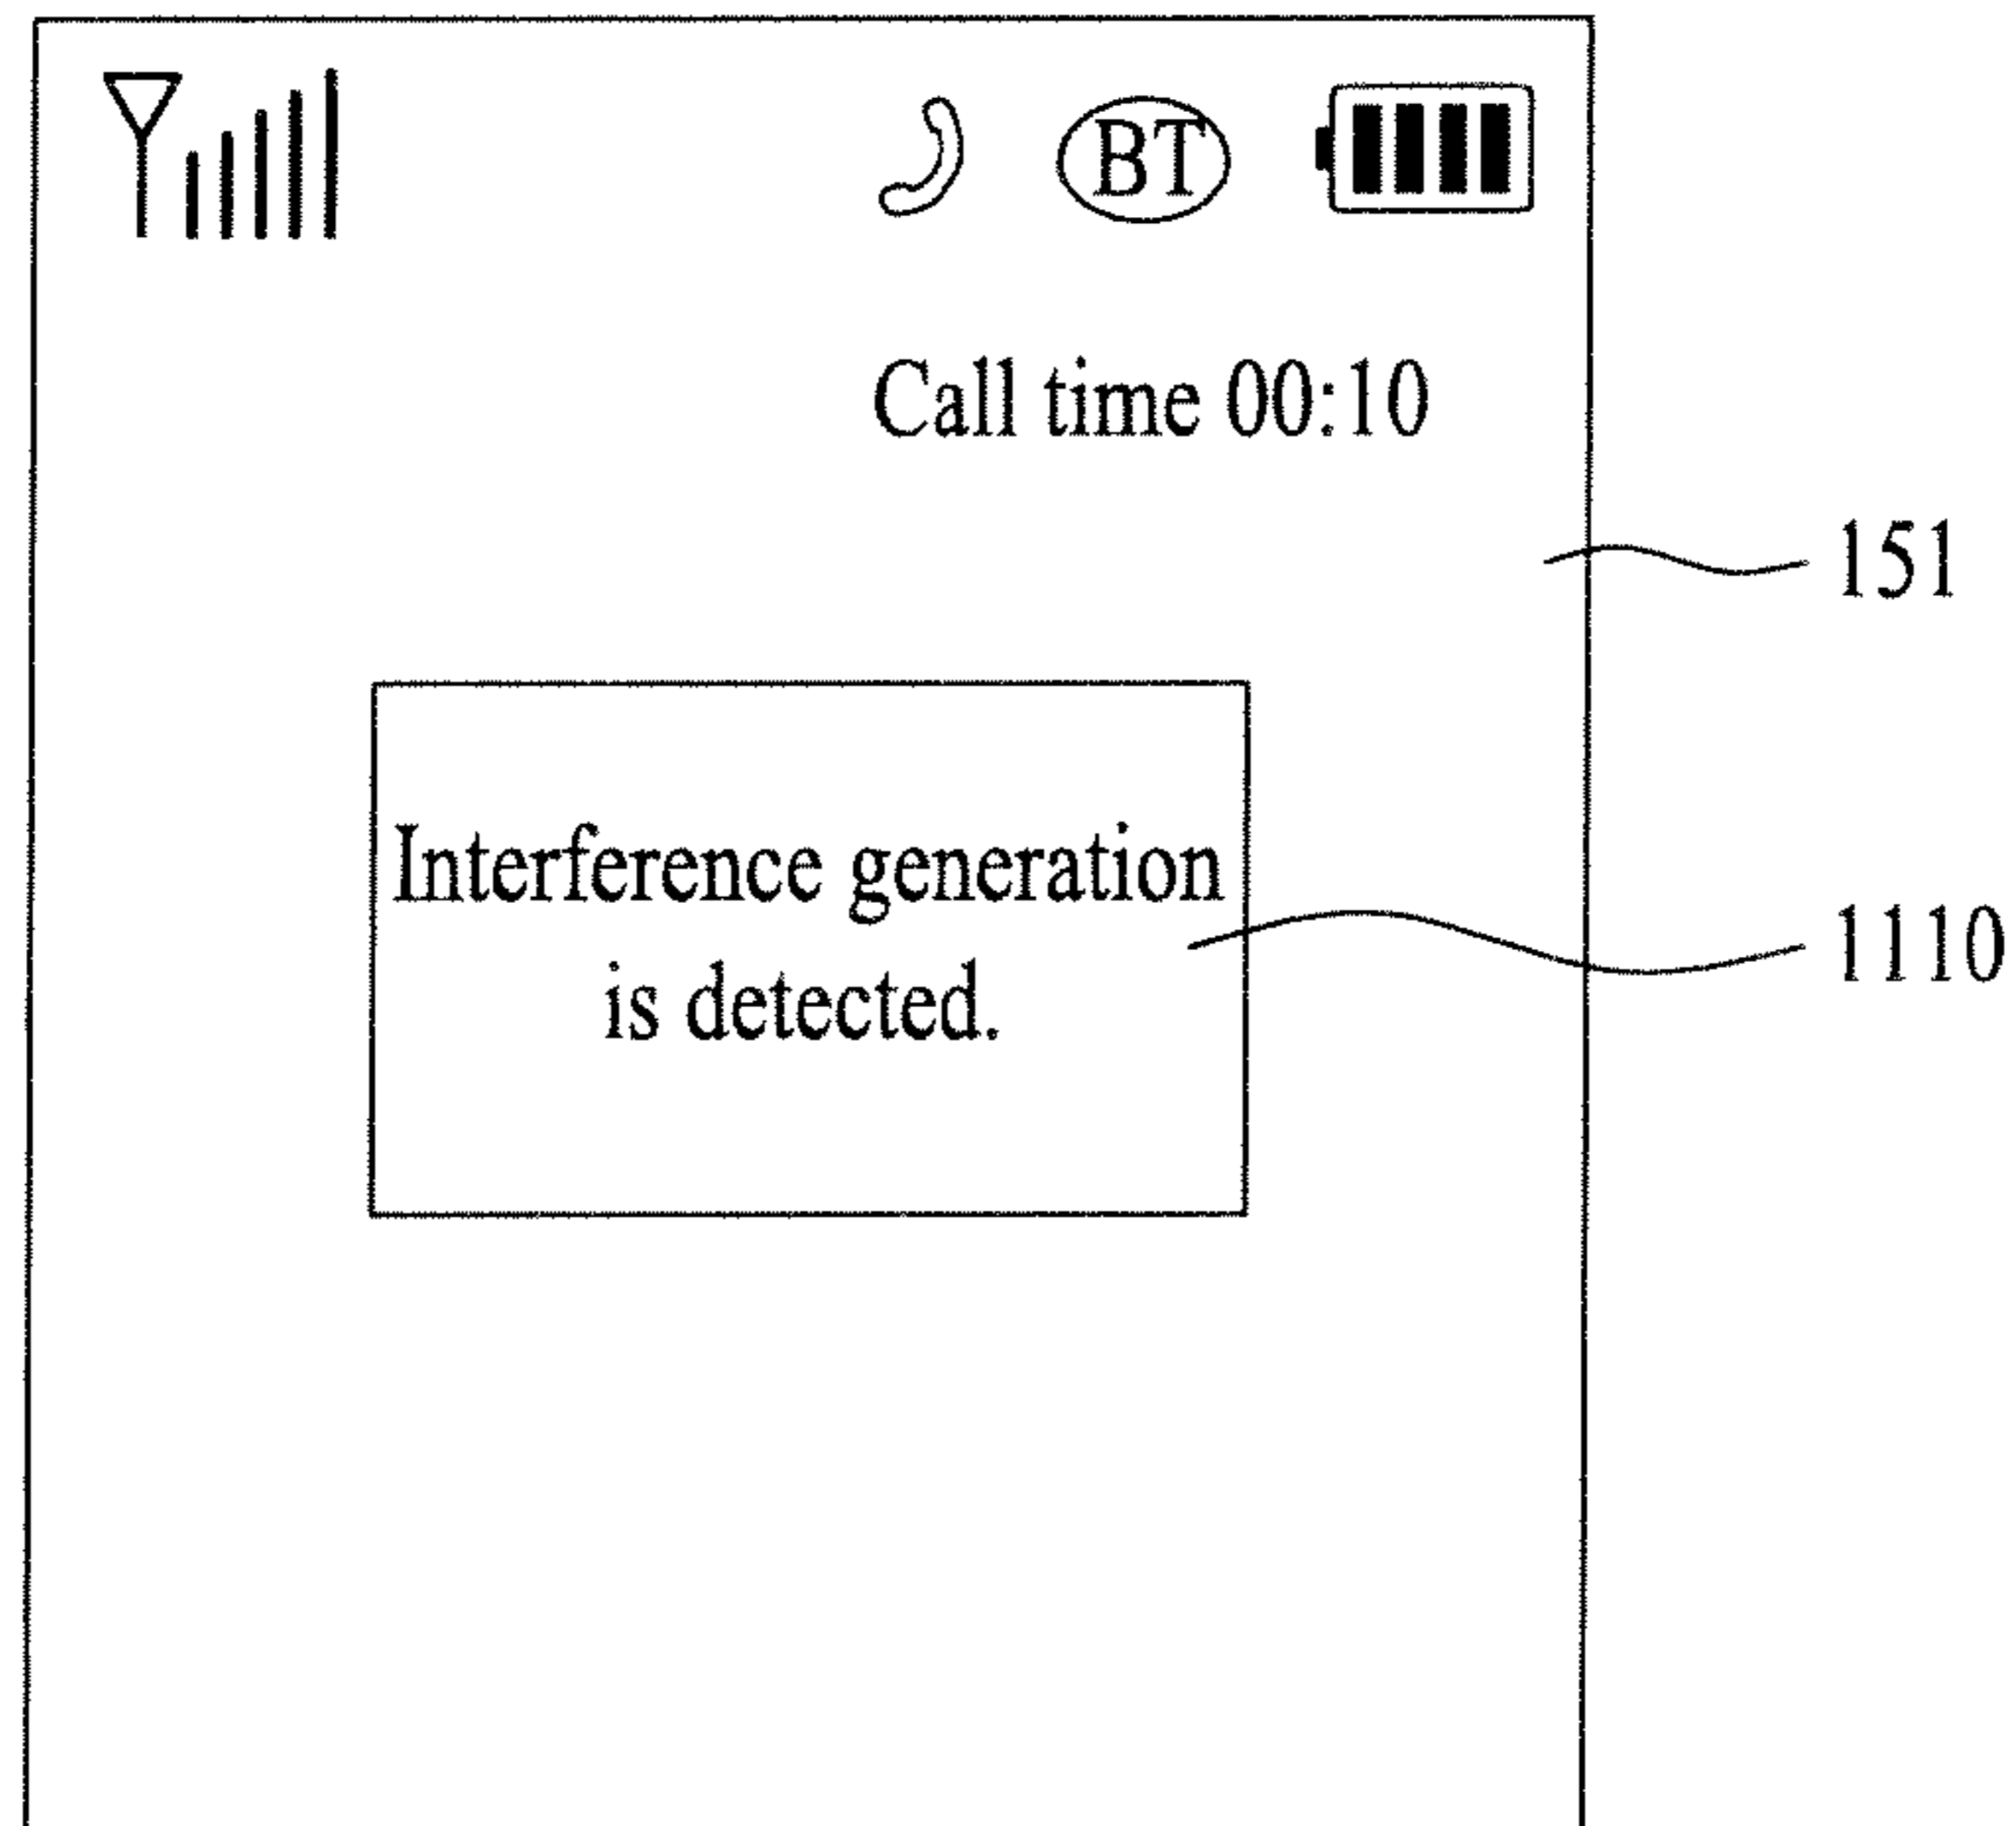 BT
Call time 00:10
151
Interference generation
1110
is detected.